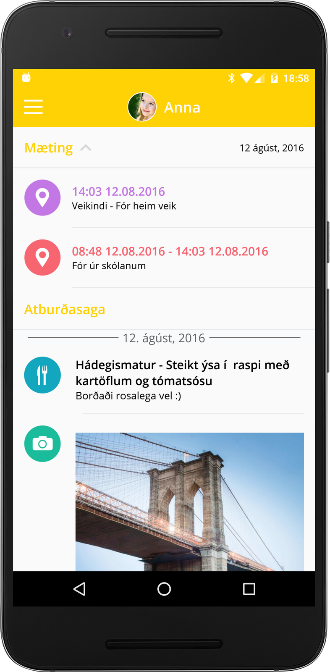 18:58
Anna
Mæting
12 ágúst, 2016
14:03 12.08.2016
Veikindi - Fór heim veik
08:48 12.08.2016 - 14:03 12.08.2016
Fór úr skólanum
Atburðasaga
12. ágúst, 2016
Hádegismatur - Steikt ýsa í raspi með
kartöflum og tómatsósu
Borðaði rosalega vel :)